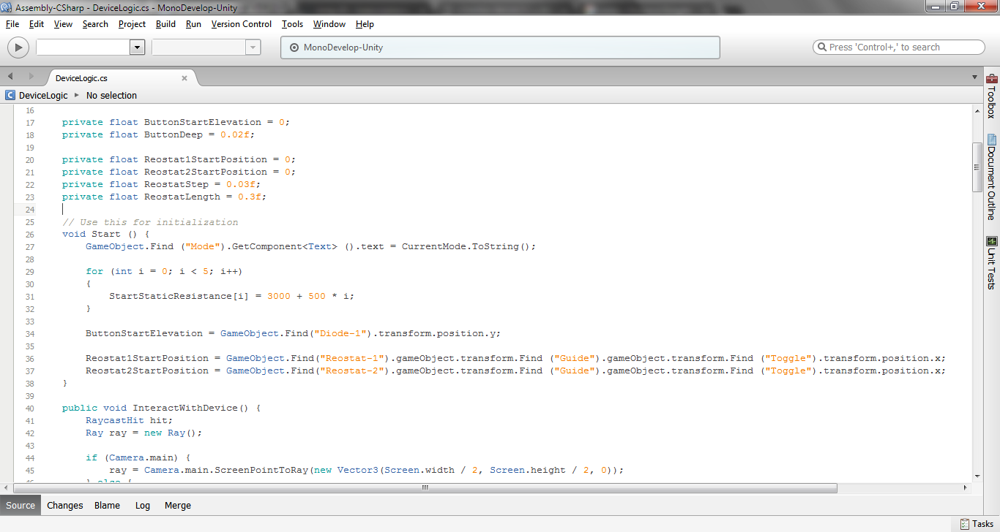 Assembly-CSharp - DeviceLogic.cs - MonoDevelop-Unity
File Edit View Search Project Build Run Version Control Tools Window Help
MonoDevelop-Unity
Press 'Control+,' to search
DeviceLogic.cs
DeviceLogic No selection
16
17 private float ButtonStartElevation = 0;
18 private float ButtonDeep = 0.02f;
19
20 private float Reostat1StartPosition = 0;
21 private float Reostat2StartPosition = 0;
22 private float ReostatStep = 0.03f;
23 private float ReostatLength = 0.3f;
24
25 // Use this for initialization
26 void Start () {
27 GameObject.Find ("Mode").GetComponent<Text> ().text = CurrentMode.ToString();
28
29 for (int i = 0; i < 5; i++)
30 {
31 StartStaticResistance[i] = 3000 + 500 * i;
32 }
33
34 ButtonStartElevation = GameObject.Find("Diode-1").transform.position.y;
35
36 Reostat1StartPosition = GameObject.Find("Reostat-1").gameObject.transform.Find ("Guide").gameObject.transform.Find ("Toggle").transform.position.x;
37 Reostat2StartPosition = GameObject.Find("Reostat-2").gameObject.transform.Find ("Guide").gameObject.transform.Find ("Toggle").transform.position.x;
38 }
39
40 public void InteractWithDevice() {
41 RaycastHit hit;
42 Ray ray = new Ray();
43
44 if (Camera.main) {
45 ray = Camera.main.ScreenPointToRay(new Vector3(Screen.width / 2, Screen.height / 2, 0));
46 } else {
Toolbox
Document Outline
Unit Tests
Source Changes Blame Log Merge
Tasks